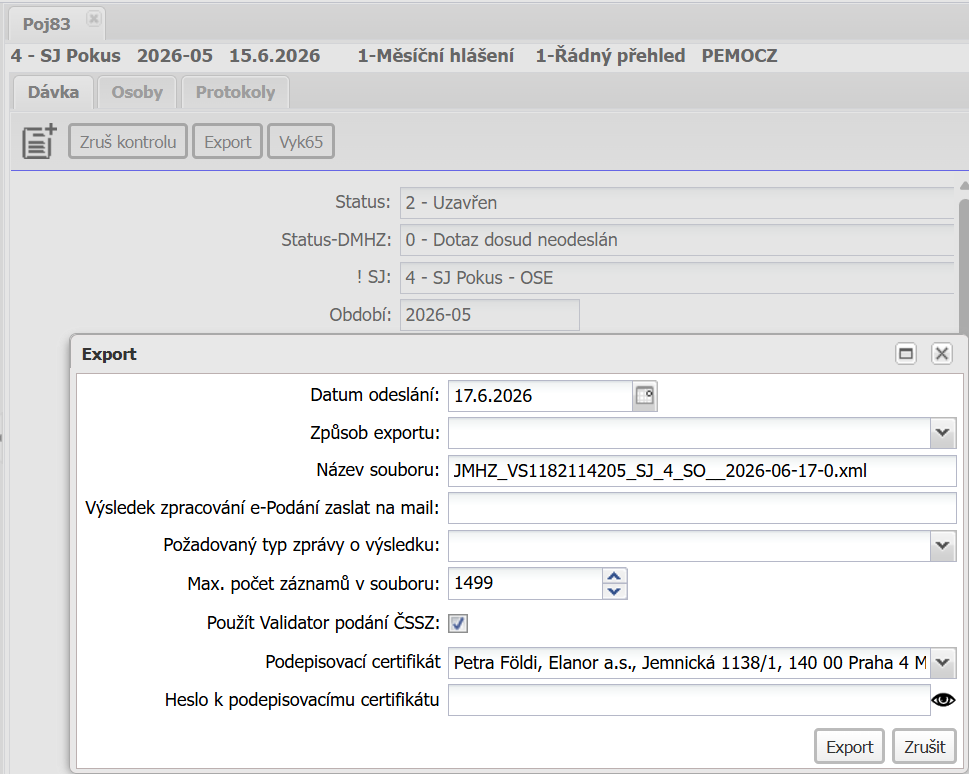 Poj83
4 - SJ Pokus 2026-05 15.6.2026 1-Měsíční hlášení 1-Řádný přehled PEMOCZ
Dávka Osoby Protokoly
Zruš kontrolu Export Vyk65
Status: 2 - Uzavřen
Status-DMHZ: 0 - Dotaz dosud neodeslán
! SJ: 4 - SJ Pokus - OSE
Období: 2026-05
Export
Datum odeslání: 17.6.2026
Způsob exportu:
Název souboru: JMHZ_VS1182114205_SJ_4_SO__2026-06-17-0.xml
Výsledek zpracování e-Podání zaslat na mail:
Požadovaný typ zprávy o výsledku:
Max. počet záznamů v souboru: 1499
Použít Validator podání ČSSZ:
Podepisovací certifikát Petra Földi, Elanor a.s., Jemnická 1138/1, 140 00 Praha 4 M
Heslo k podepisovacímu certifikátu
Export Zrušit